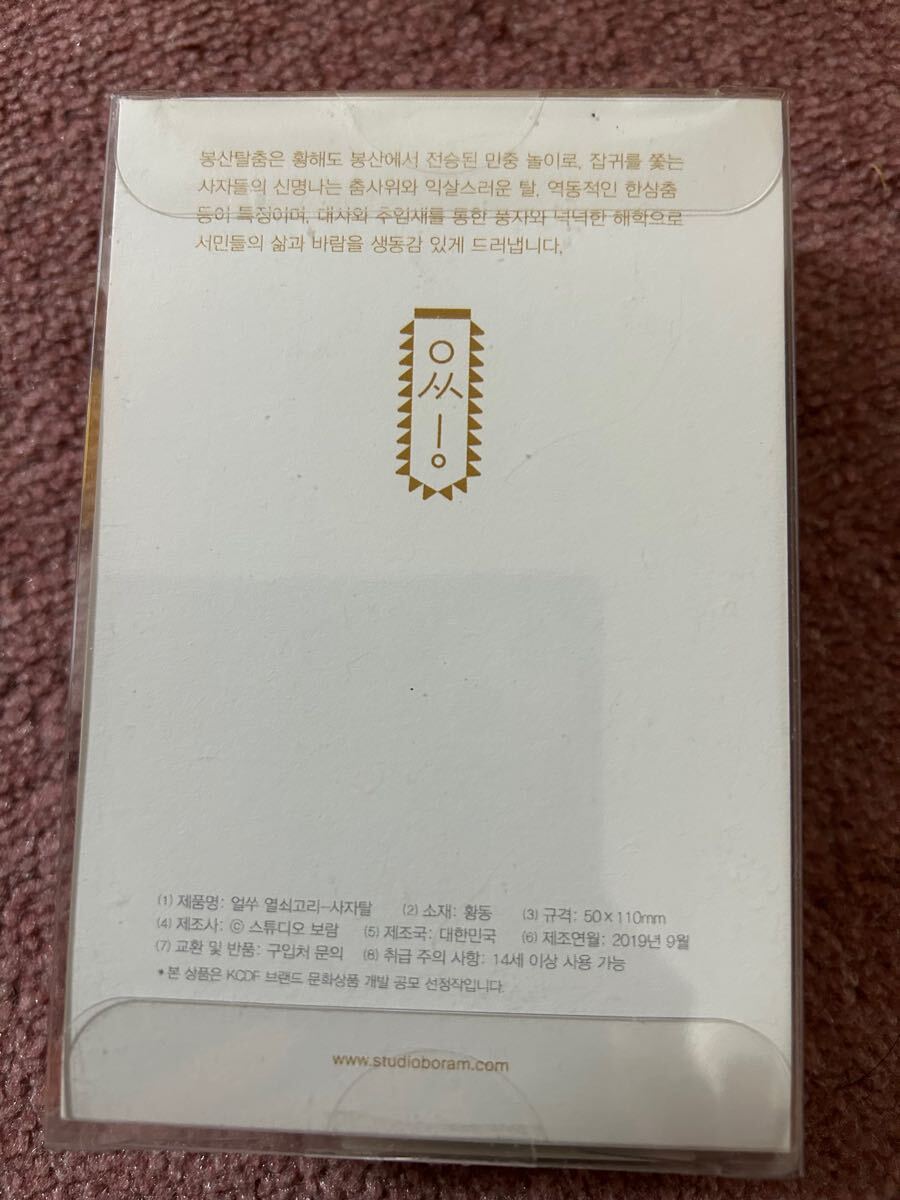 봉산탈춤은 황해도 봉산에서 전승된 민중 놀이로, 잡귀를 쫓는
사자들의 신명나는 춤사위와 익살스러운 탈, 역동적인 한삼춤
등이 특징이며, 대사와 추임새를 통한 풍자와 넉넉한 해학으로
서민들의 삶과 바람을 생동감 있게 드러냅니다.
(1) 제품명: 얼쑤 열쇠고리-사자탈 (2) 소재: 황동 (3) 규격: 50×110mm
(4) 제조사: ⓒ 스튜디오 보람 (5) 제조국: 대한민국 (6) 제조연월: 2019년 9월
(7) 교환 및 반품: 구입처 문의 (8) 취급 주의 사항: 14세 이상 사용 가능
*본 상품은 KCDF 브랜드 문화상품 개발 공모 선정작입니다.
www.studioboram.com